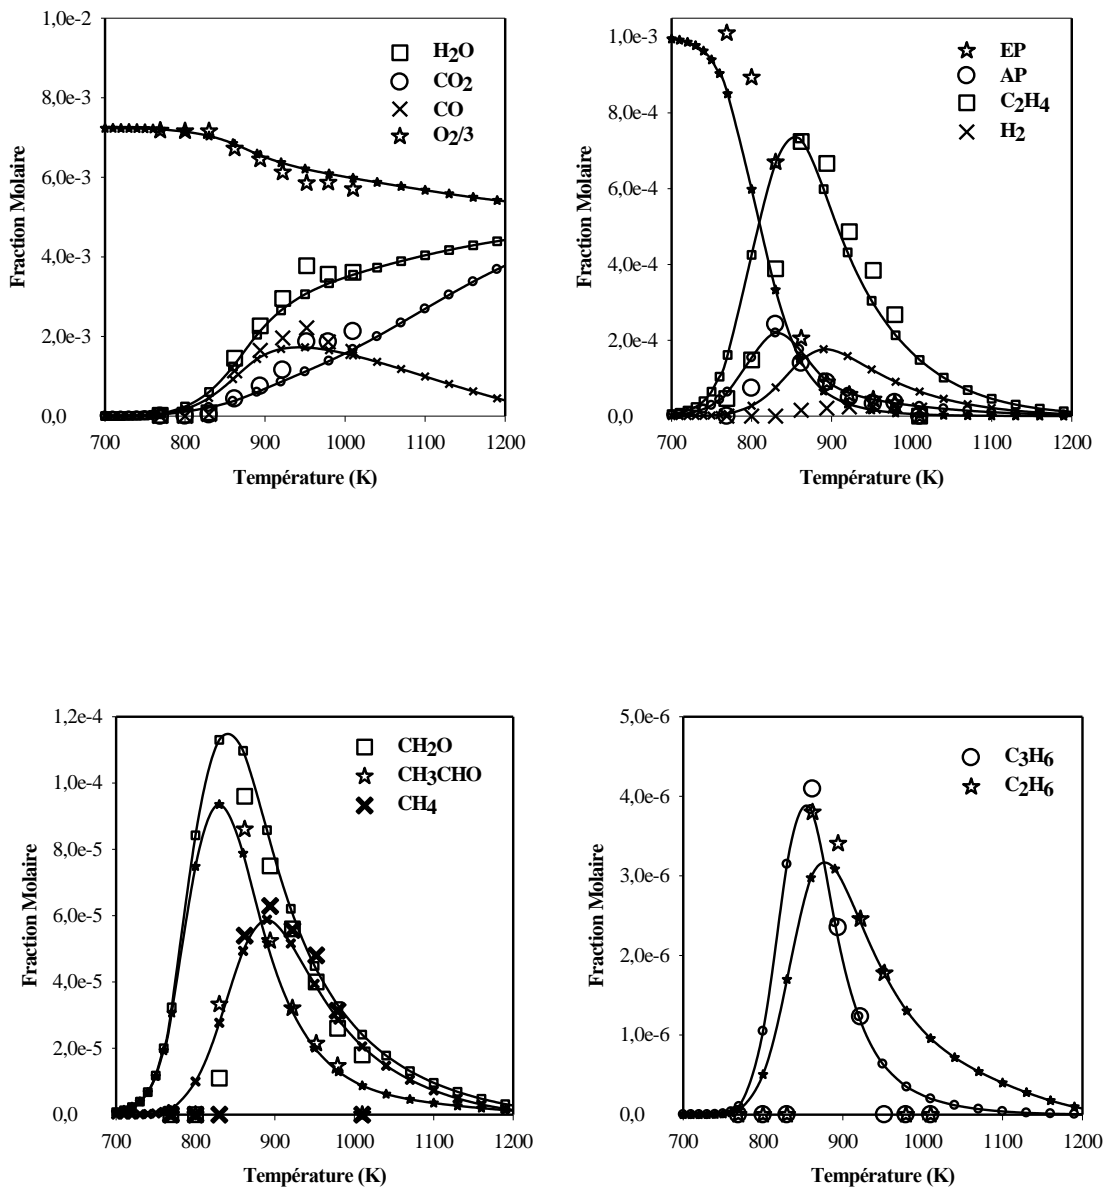 1,0e-2
8,0e-3
6,0e-3
4,0e-3
2,0e-3
0,0
700 800 900 1000 1100 1200
Température (K)
Fraction Molaire
H2O
CO2
CO
O2/3
1,0e-3
8,0e-4
6,0e-4
4,0e-4
2,0e-4
0,0
700 800 900 1000 1100 1200
Température (K)
Fraction Molaire
EP
AP
C2H4
H2
1,2e-4
1,0e-4
8,0e-5
6,0e-5
4,0e-5
2,0e-5
0,0
700 800 900 1000 1100 1200
Température (K)
Fraction Molaire
CH2O
CH3CHO
CH4
5,0e-6
4,0e-6
3,0e-6
2,0e-6
1,0e-6
0,0
700 800 900 1000 1100 1200
Température (K)
Fraction Molaire
C3H6
C2H6